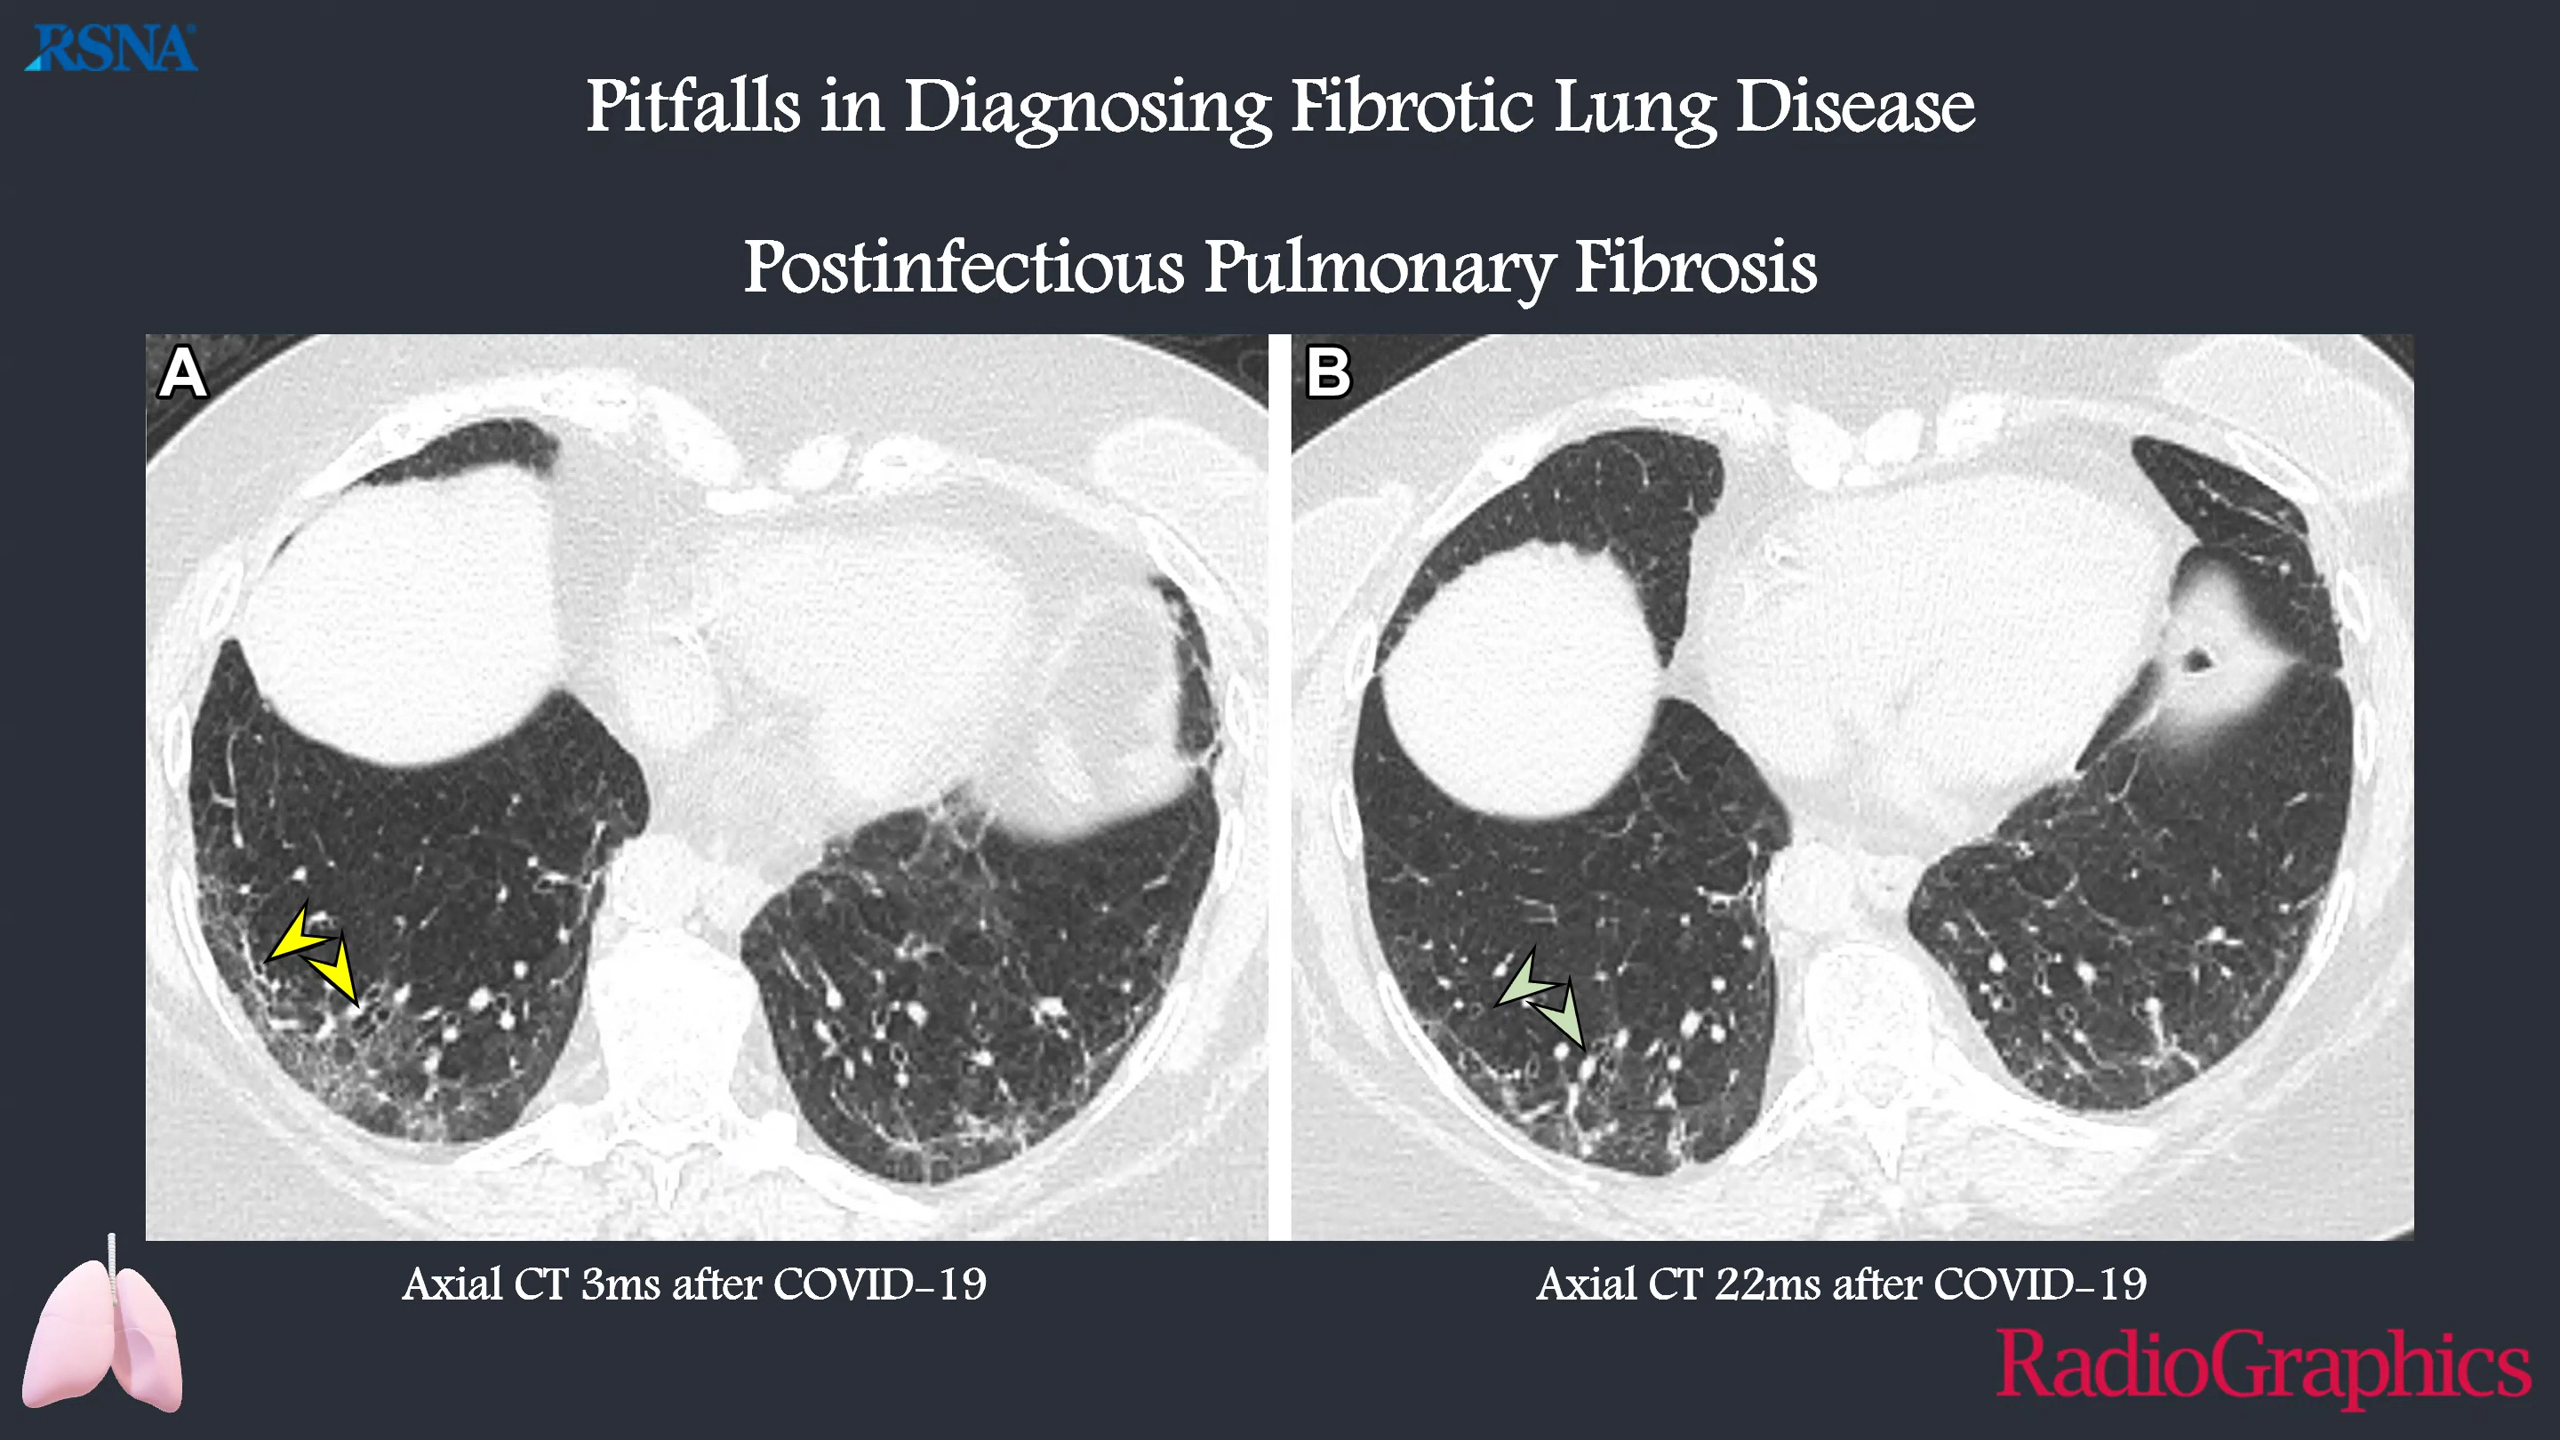 RSNA®
Pitfalls in Diagnosing Fibrotic Lung Disease
Postinfectious Pulmonary Fibrosis
A
B
Axial CT 3ms after COVID-19
Axial CT 22ms after COVID-19
RadioGraphics